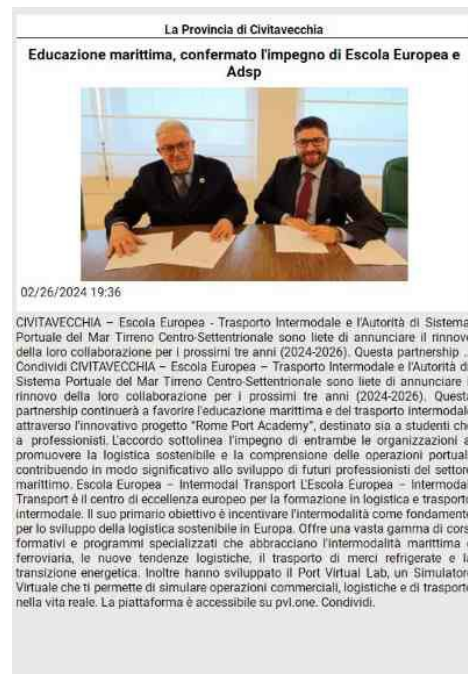 La Provincia di Civitavecchia
Educazione marittima, confermato l'impegno di Escola Europea e
Adsp
02/26/2024 19:36
CIVITAVECCHIA – Escola Europea - Trasporto Intermodale e l'Autorità di Sistema
Portuale del Mar Tirreno Centro-Settentrionale sono liete di annunciare il rinnovo
della loro collaborazione per i prossimi tre anni (2024-2026). Questa partnership ...
Condividi CIVITAVECCHIA – Escola Europea – Trasporto Intermodale e l'Autorità di
Sistema Portuale del Mar Tirreno Centro-Settentrionale sono liete di annunciare
rinnovo della loro collaborazione per i prossimi tre anni (2024-2026). Questa
partnership continuerà a favorire l'educazione marittima e del trasporto intermodale
attraverso l'innovativo progetto "Rome Port Academy", destinato sia a studenti che
a professionisti. L'accordo sottolinea l'impegno di entrambe le organizzazioni a
promuovere la logistica sostenibile e la comprensione delle operazioni portuali
contribuendo in modo significativo allo sviluppo di futuri professionisti del settore
marittimo. Escola Europea – Intermodal Transport L'Escola Europea – Intermodal
Transport è il centro di eccellenza europeo per la formazione in logistica e trasporto
intermodale. Il suo primario obiettivo è incentivare l'intermodalità come fondamento
per lo sviluppo della logistica sostenibile in Europa. Offre una vasta gamma di corsi
formativi e programmi specializzati che abbracciano l'intermodalità marittima e
ferroviaria, le nuove tendenze logistiche, il trasporto di merci refrigerate e la
transizione energetica. Inoltre hanno sviluppato il Port Virtual Lab, un Simulatore
Virtuale che ti permette di simulare operazioni commerciali, logistiche e di trasporto
nella vita reale. La piattaforma è accessibile su pvl.one. Condividi.